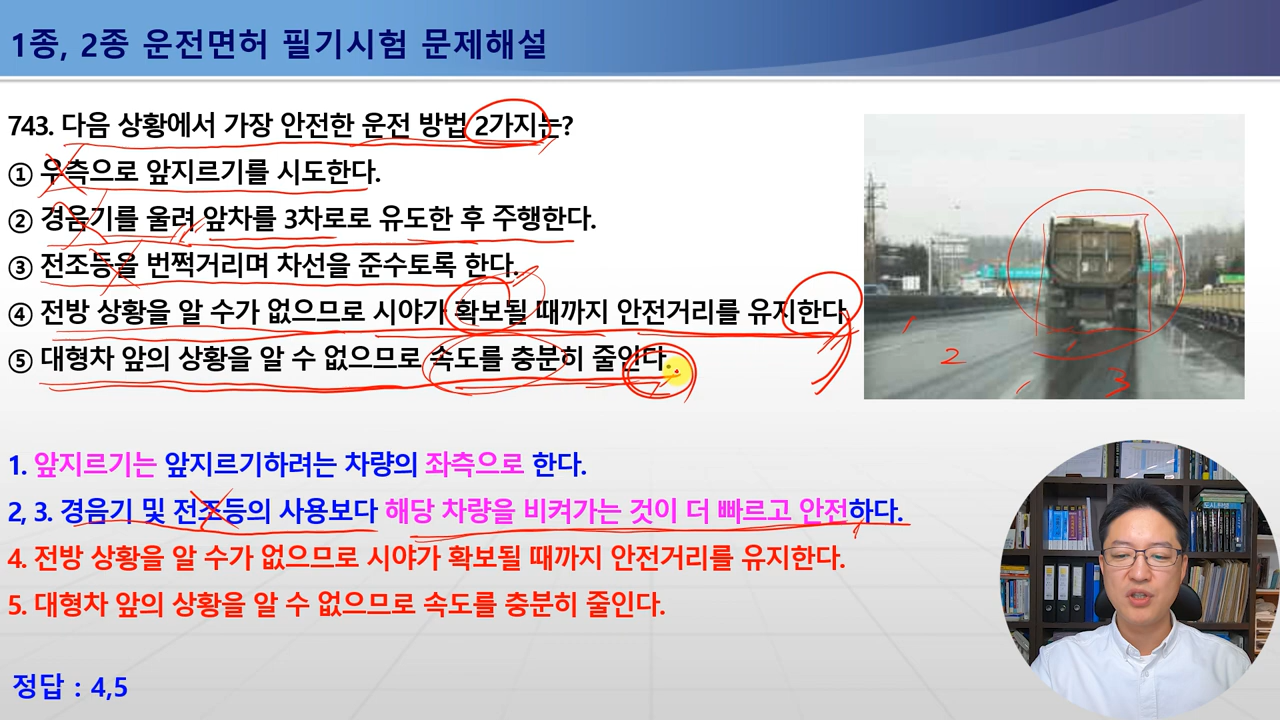 1종, 2종 운전면허 필기시험 문제해설
743. 다음 상황에서 가장 안전한 운전 방법 2가지는?
① 우측으로 앞지르기를 시도한다.
② 경음기를 울려 앞차를 3차로로 유도한 후 주행한다.
③ 전조등을 번쩍거리며 차선을 준수토록 한다.
④ 전방 상황을 알 수가 없으므로 시야가 확보될 때까지 안전거리를 유지한다.
⑤ 대형차 앞의 상황을 알 수 없으므로 속도를 충분히 줄인다.
1 2 3
1. 앞지르기는 앞지르기하려는 차량의 좌측으로 한다.
2, 3. 경음기 및 전조등의 사용보다 해당 차량을 비켜가는 것이 더 빠르고 안전하다.
4. 전방 상황을 알 수가 없으므로 시야가 확보될 때까지 안전거리를 유지한다.
5. 대형차 앞의 상황을 알 수 없으므로 속도를 충분히 줄인다.
정답 : 4,5